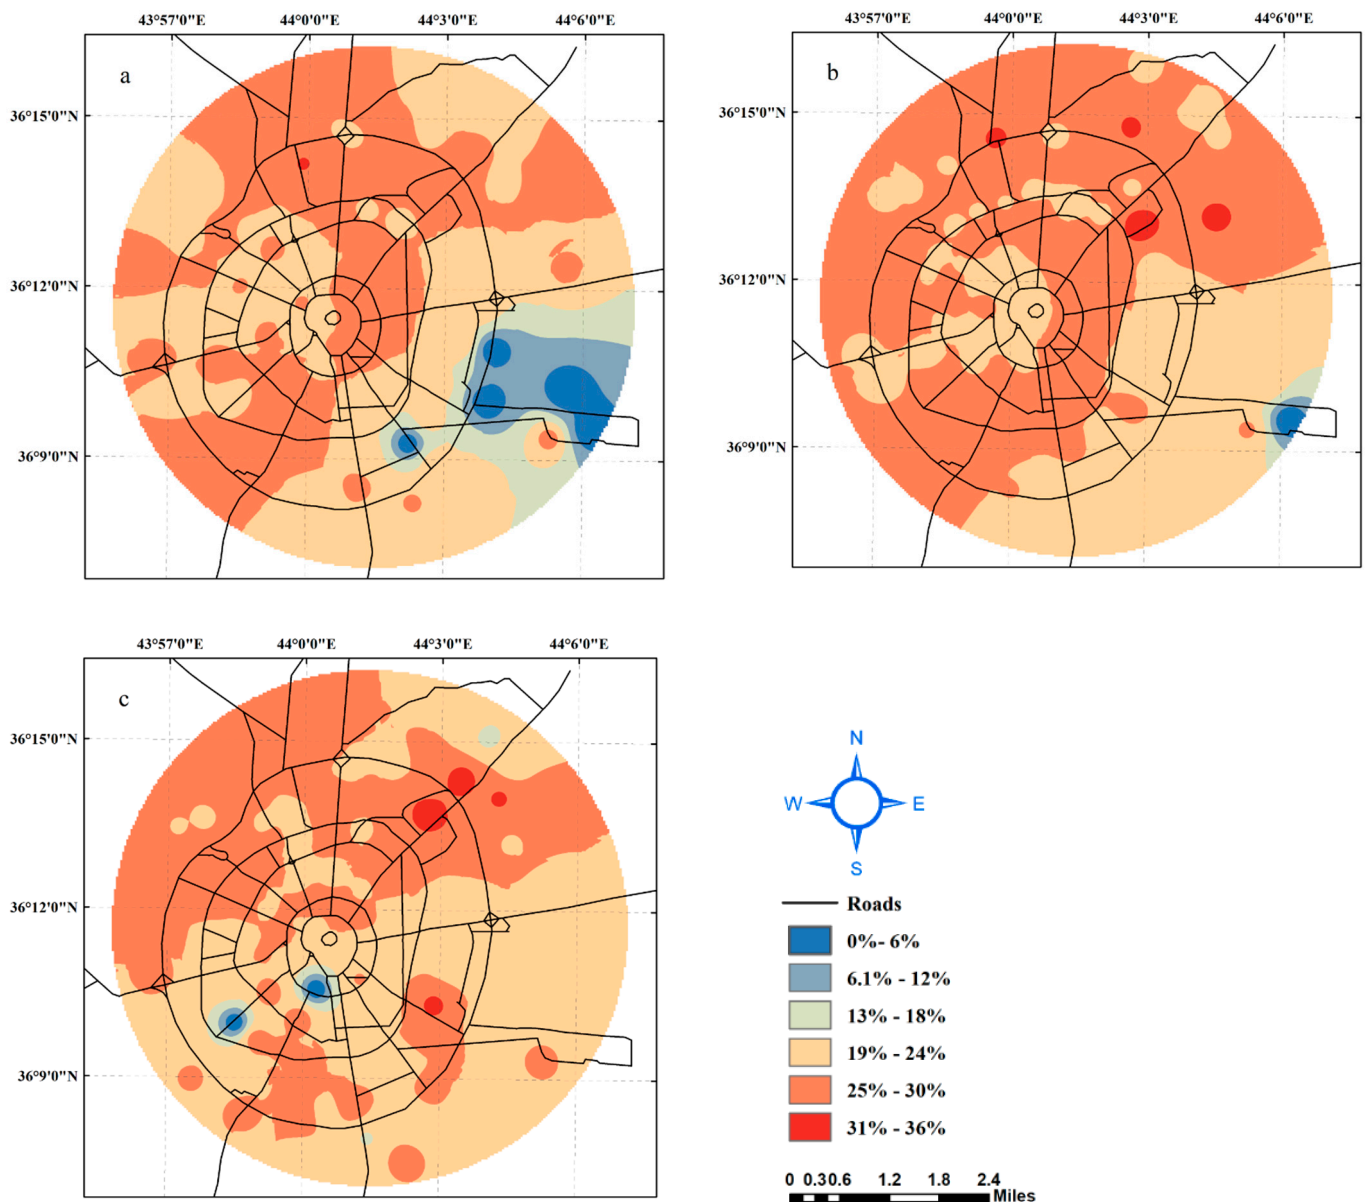 43°57'0"E 44°0'0"E 44°3'0"E 44°6'0"E
43°57'0"E 44°0'0"E 44°3'0"E 44°6'0"E
a
b
36°15'0"N
36°15'0"N
36°12'0"N
36°12'0"N
36°9'0"N
36°9'0"N
43°57'0"E 44°0'0"E 44°3'0"E 44°6'0"E
c
36°15'0"N
36°12'0"N
36°9'0"N
N
W E
S
Roads
0%- 6%
6.1% - 12%
13% - 18%
19% - 24%
25% - 30%
31% - 36%
0 0.30.6 1.2 1.8 2.4
Miles